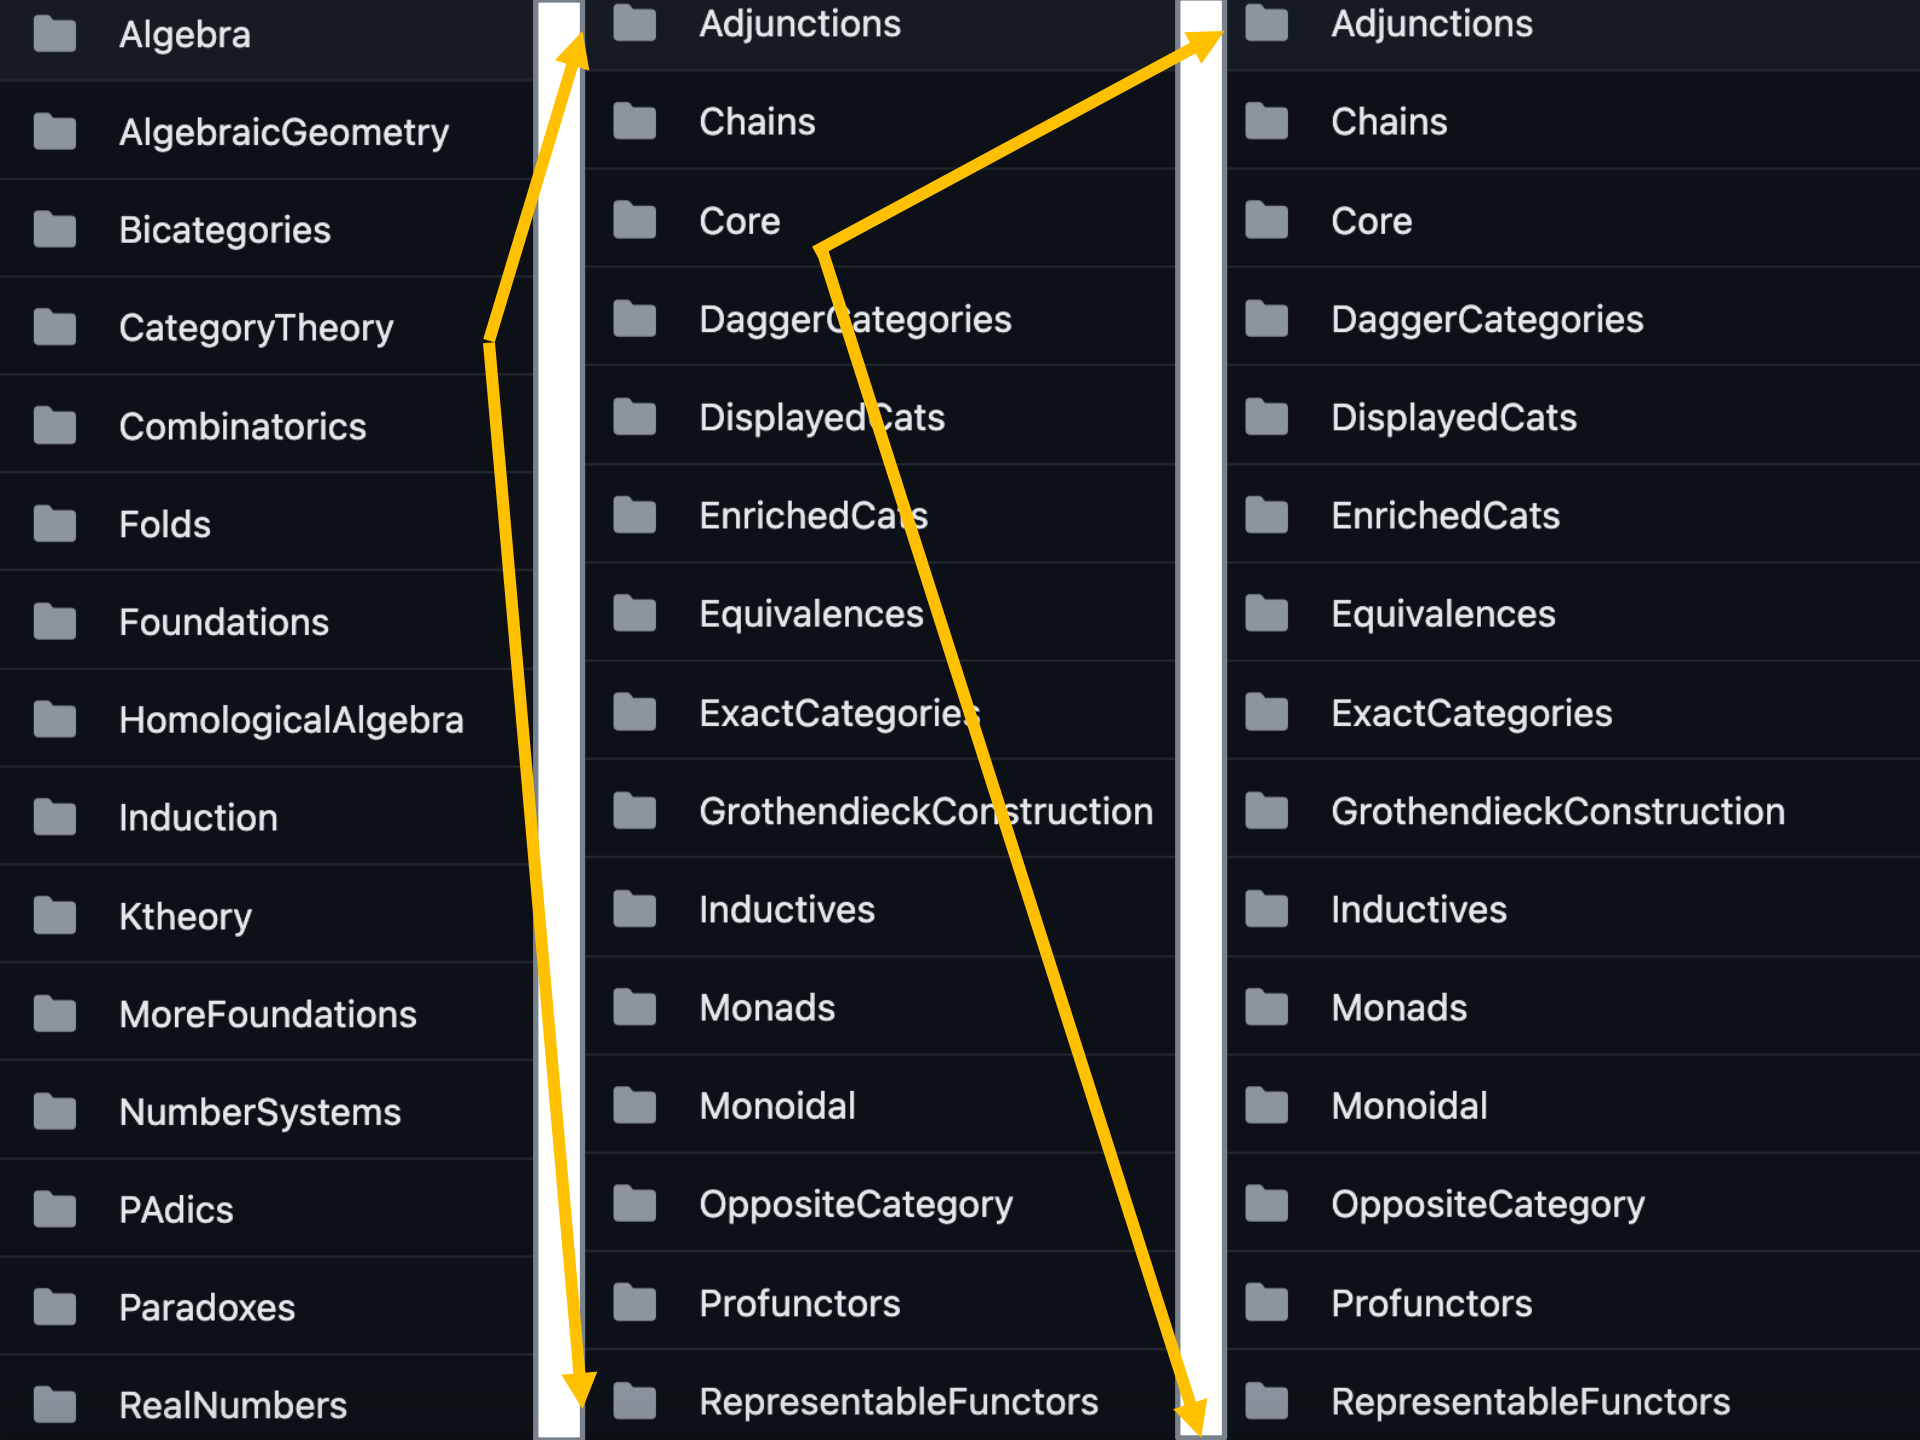 Algebra
AlgebraicGeometry
Bicategories
CategoryTheory
Combinatorics
Folds
Foundations
HomologicalAlgebra
Induction
Ktheory
MoreFoundations
NumberSystems
PAdics
Paradoxes
RealNumbers
Adjunctions
Chains
Core
DaggerCategories
DisplayedCats
EnrichedCats
Equivalences
ExactCategories
GrothendieckConstruction
Inductives
Monads
Monoidal
OppositeCategory
Profunctors
RepresentableFunctors
Adjunctions
Chains
Core
DaggerCategories
DisplayedCats
EnrichedCats
Equivalences
ExactCategories
GrothendieckConstruction
Inductives
Monads
Monoidal
OppositeCategory
Profunctors
RepresentableFunctors